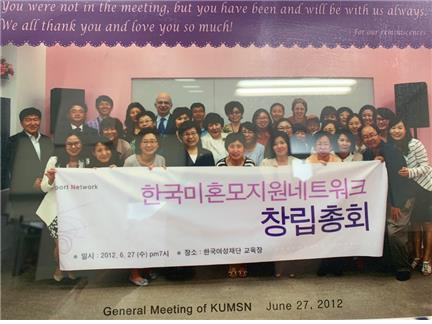 You were not in the meeting, but you have been and will be with us always.
We all thank you and love you so much!
For our reminiscences
port Network
한국미혼모지원네트워크
창립총회
● 일시 : 2012. 6. 27 (수) pm7시 ● 장소 : 한국여성재단 교육장
General Meeting of KUMSN June 27, 2012